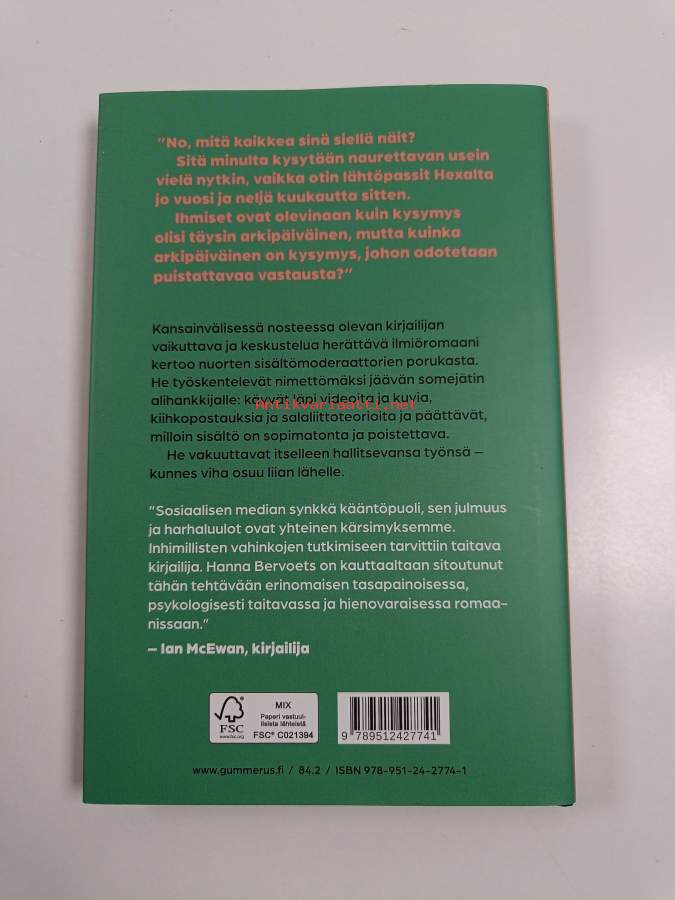 "No, mitä kaikkea sinä siellä näit?
Sitä minulta kysytään naurettavan usein
vielä nytkin, vaikka otin lähtöpassit Hexalta
jo vuosi ja neljä kuukautta sitten.
Ihmiset ovat olevinaan kuin kysymys
olisi täysin arkipäiväinen, mutta kuinka
arkipäiväinen on kysymys, johon odotetaan
puistattavaa vastausta?"
Kansainvälisessä nosteessa olevan kirjailijan
vaikuttava ja keskustelua herättävä ilmiöromaani
kertoo nuorten sisältömoderaattorien porukasta.
He työskentelevät nimettömäksi jäävän somejätin
alihankkijalle: käyvät läpi videoita ja kuvia,
Antikvariaatti.net
kiihkopostauksia ja salaliittoteorioita ja päättävät,
milloin sisältö on sopimatonta ja poistettava.
He vakuuttavat itselleen hallitsevansa työnsä –
kunnes viha osuu liian lähelle.
"Sosiaalisen median synkkä kääntöpuoli, sen julmuus
ja harhaluulot ovat yhteinen kärsimyksemme.
Inhimillisten vahinkojen tutkimiseen tarvittiin taitava
kirjailija. Hanna Bervoets on kauttaaltaan sitoutunut
tähän tehtävään erinomaisen tasapainoisessa,
psykologisesti taitavassa ja hienovaraisessa romaa-
nissaan."
– Ian McEwan, kirjailija
FSC
www.fsc.org
MIX
Paperi vastuul-
lisista lähteistä
FSC® C021394
9 789512 427741
www.gummerus.fi / 84.2 / ISBN 978-951-24-2774-1